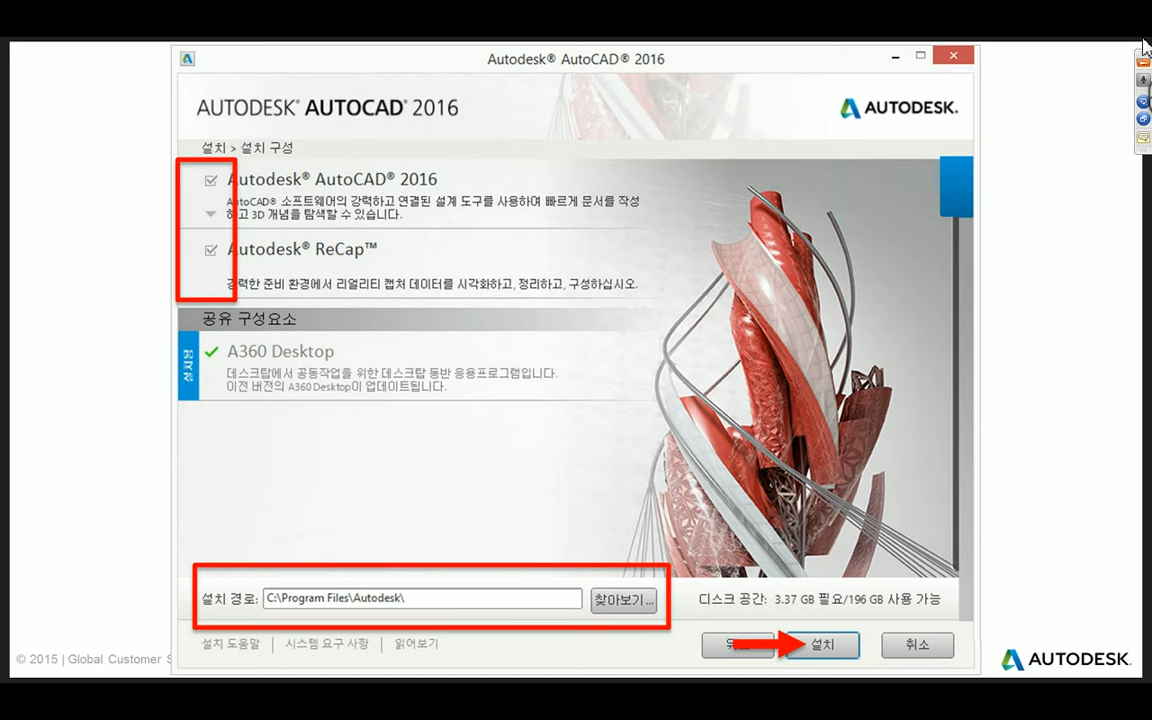 Autodesk® AutoCAD® 2016
AUTODESK® AUTOCAD® 2016
AUTODESK.
설치 > 설치 구성
Autodesk® AutoCAD® 2016
AutoCAD® 소프트웨어의 강력하고 연결된 설계 도구를 사용하여 빠르게 문서를 작성
하고 3D 개념을 탐색할 수 있습니다.
Autodesk® ReCap™
강력한 준비 환경에서 리얼리티 캡처 데이터를 시각화하고, 정리하고, 구성하십시오.
공유 구성요소
설치됨
A360 Desktop
데스크탑에서 공동작업을 위한 데스크탑 동반 응용프로그램입니다.
이전 버전의 A360 Desktop이 업데이트됩니다.
설치 경로: C:\Program Files\Autodesk\ 찾아보기... 디스크 공간: 3.37 GB 필요/196 GB 사용 가능
설치 도움말 | 시스템 요구 사항 | 읽어보기
설치 취소
© 2015 | Global Customer
AUTODESK.